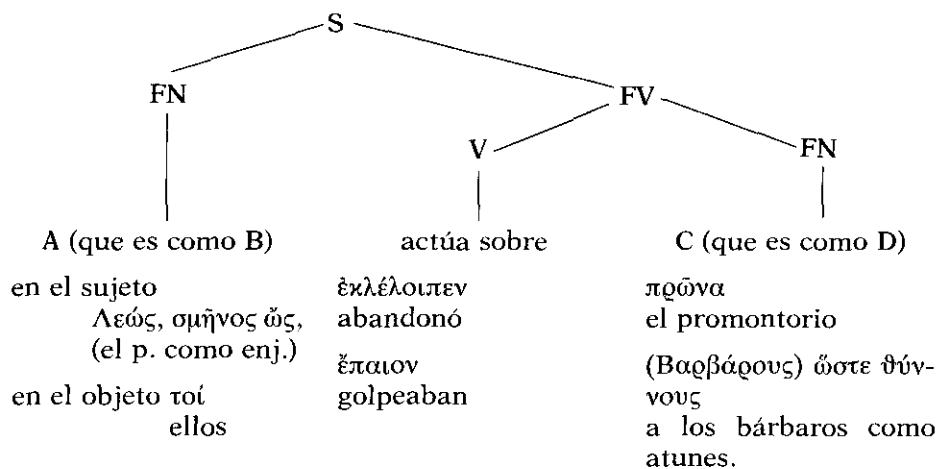 S
FN FV
V FN
A (que es como B) actúa sobre C (que es como D)
en el sujeto ἐκλέλοιπεν πρῶνα
Λεώς, σμῆνος ὥς, abandonó el promontorio
(el p. como enj.)
ἔπαιον (Βαρβάρους) ὥστε θύν-
en el objeto τοί golpeaban νους
ellos a los bárbaros como
atunes.